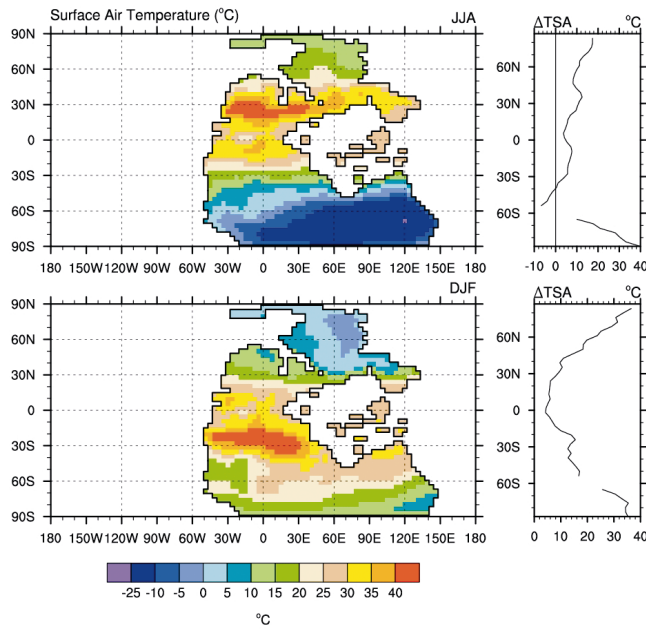 Surface Air Temperature (°C) JJA
ΔTSA °C
90N
60N
30N
0
30S
60S
90S
180 150W 120W 90W 60W 30W 0 30E 60E 90E 120E 150E 180
60N
30N
0
30S
60S
-10 0 10 20 30 40
DJF
ΔTSA °C
90N
60N
30N
0
30S
60S
90S
180 150W 120W 90W 60W 30W 0 30E 60E 90E 120E 150E 180
60N
30N
0
30S
60S
0 10 20 30 40
-25 -10 -5 0 5 10 15 20 25 30 35 40
°C